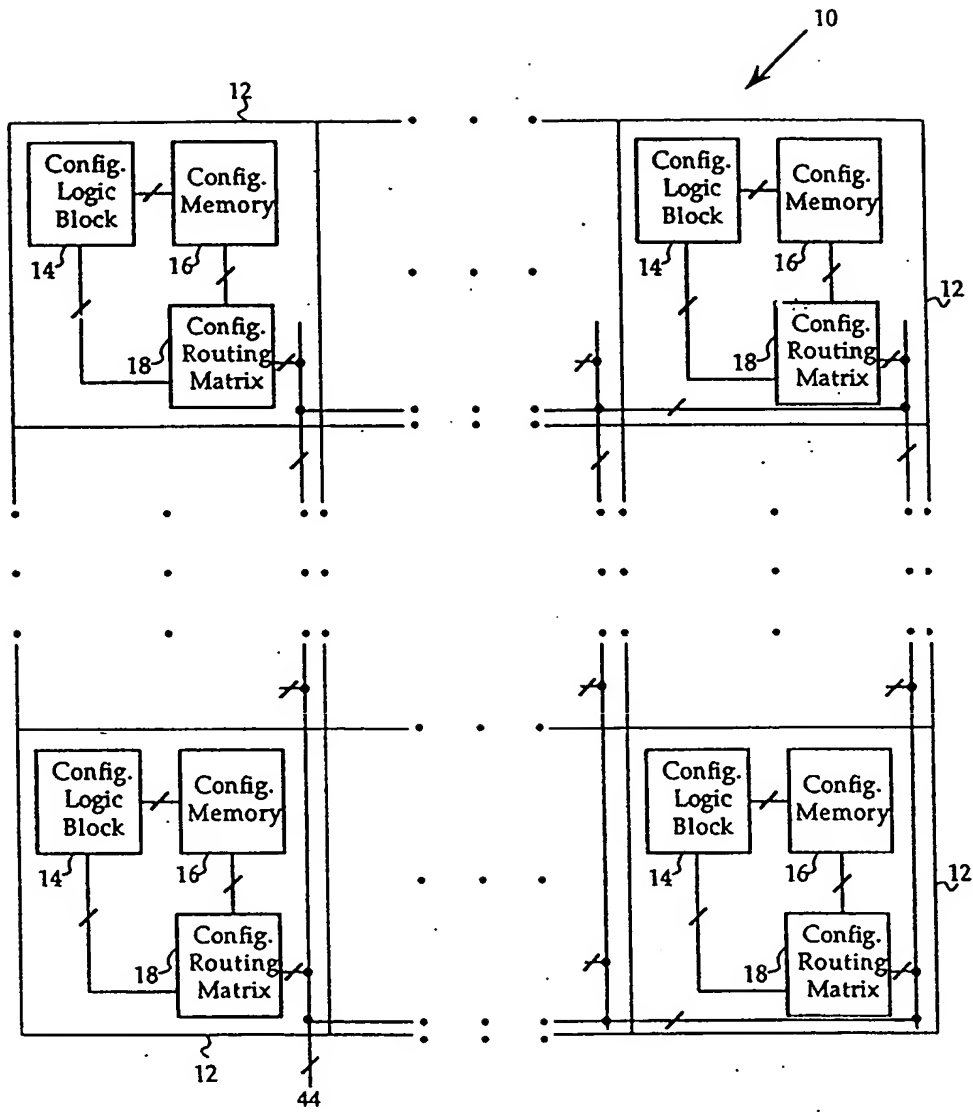 10
12
Config.
Logic
Block
Config.
Memory
14
16
18
Config.
Routing
Matrix
Config.
Logic
Block
Config.
Memory
14
16
12
18
Config.
Routing
Matrix
Config.
Logic
Block
Config.
Memory
14
16
18
Config.
Routing
Matrix
12
44
Config.
Logic
Block
Config.
Memory
14
16
12
18
Config.
Routing
Matrix